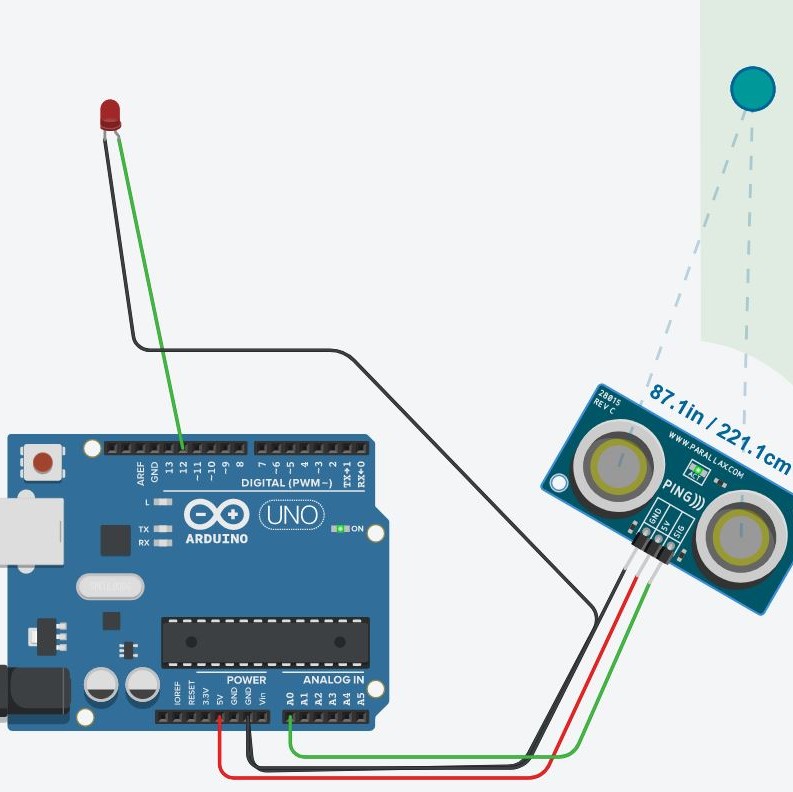 87.1in / 221.1cm
28015
REV C
WWW.PARALLAX.COM
ACT
PING)))
GND
5V
SIG
AREF
GND
13
12
~11
~10
~9
8
7
~6
~5
4
~3
2
TX→1
RX←0
DIGITAL (PWM~)
L
TX
RX
ARDUINO
UNO
ON
POWER
ANALOG IN
IOREF
RESET
3.3V
5V
GND
GND
Vin
A0
A1
A2
A3
A4
A5